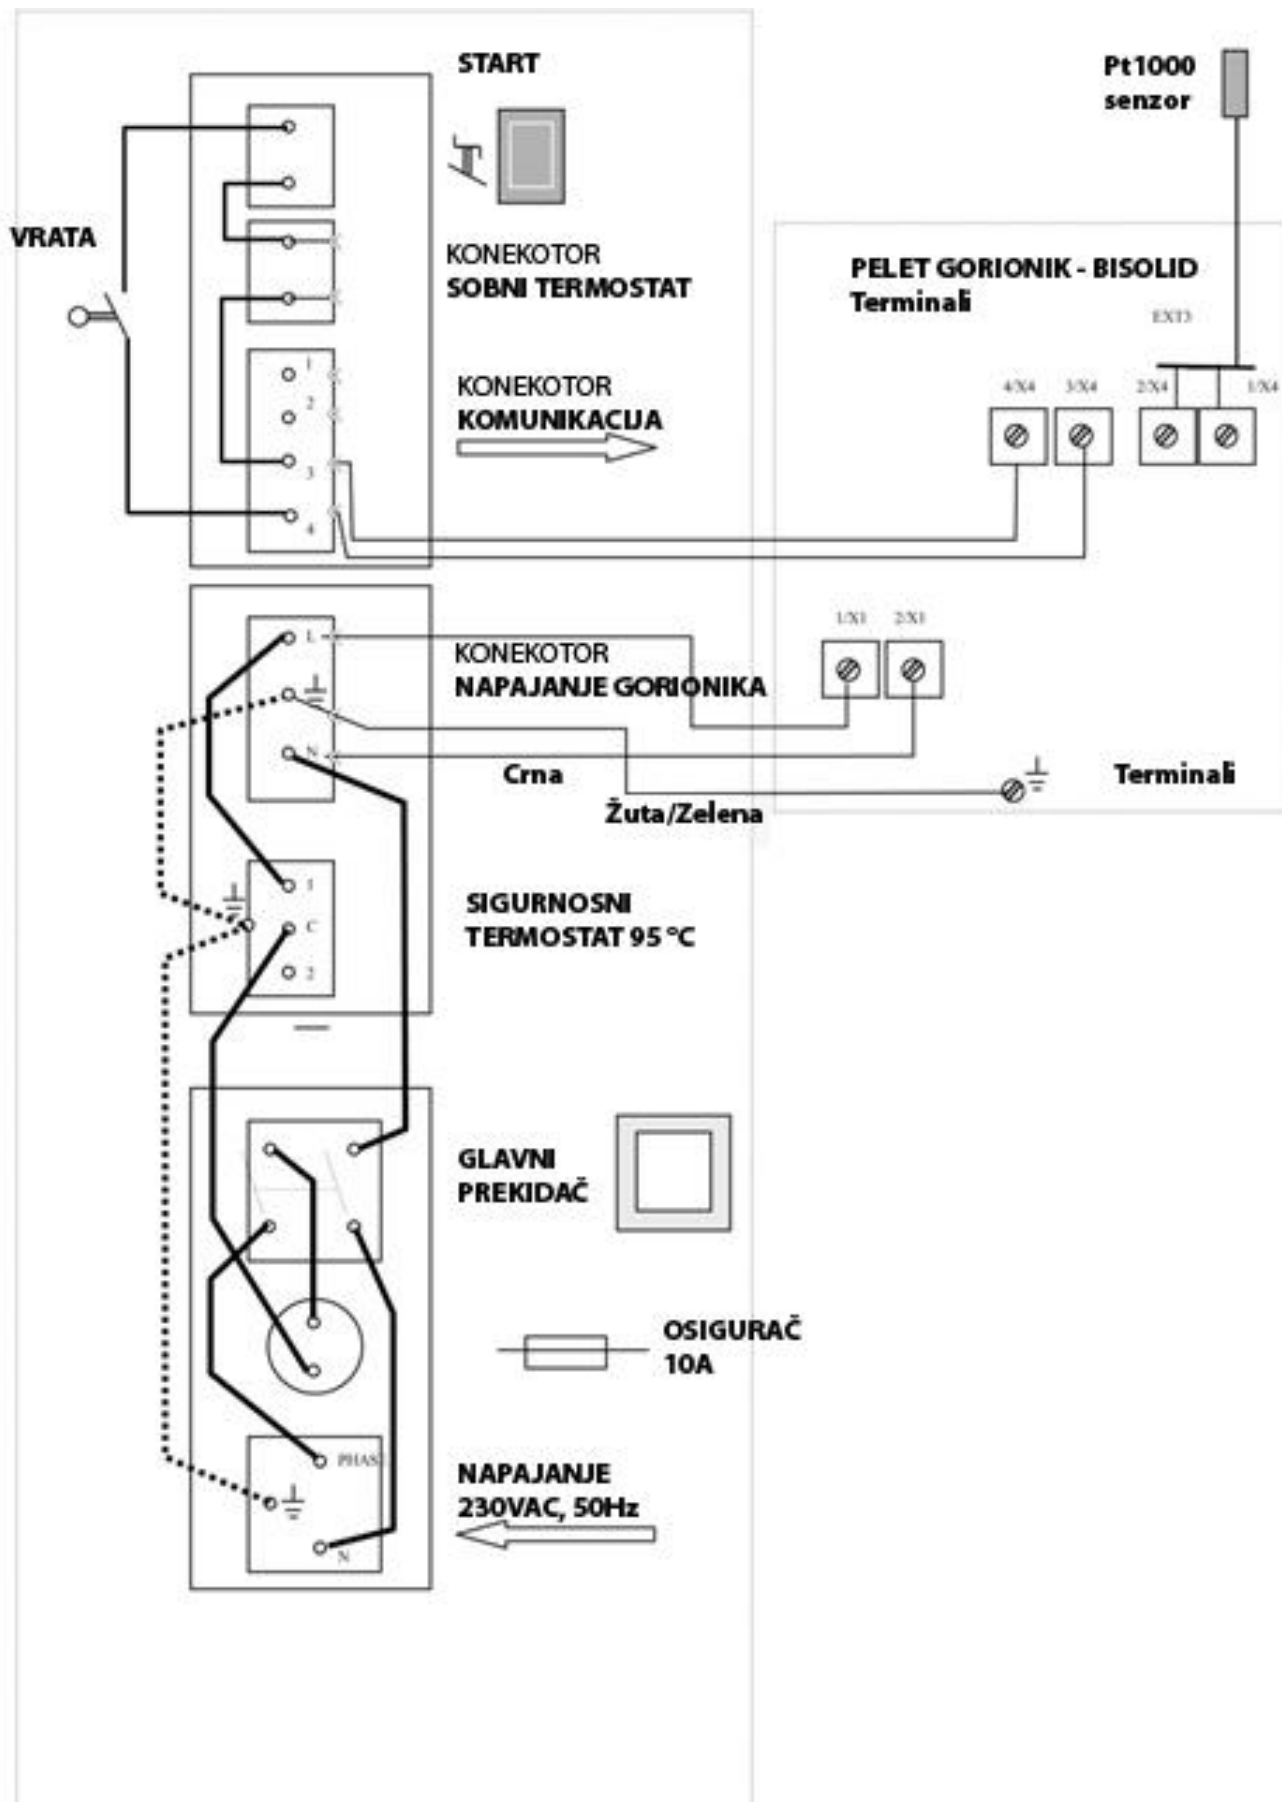 START
Pt1000
senzor
VRATA
KONEKOTOR
SOBNI TERMOSTAT
PELET GORIONIK - BISOLID
Terminali
EXT3
1
2
3
4
KONEKOTOR
KOMUNIKACIJA
4/X4
3/X4
2/X4
1/X4
L
N
KONEKOTOR
NAPAJANJE GORIONIKA
1/X1
2/X1
Crna
Žuta/Zelena
Terminali
1
C
2
SIGURNOSNI
TERMOSTAT 95 °C
GLAVNI
PREKIDAČ
OSIGURAČ
10A
PHAS
N
NAPAJANJE
230VAC, 50Hz